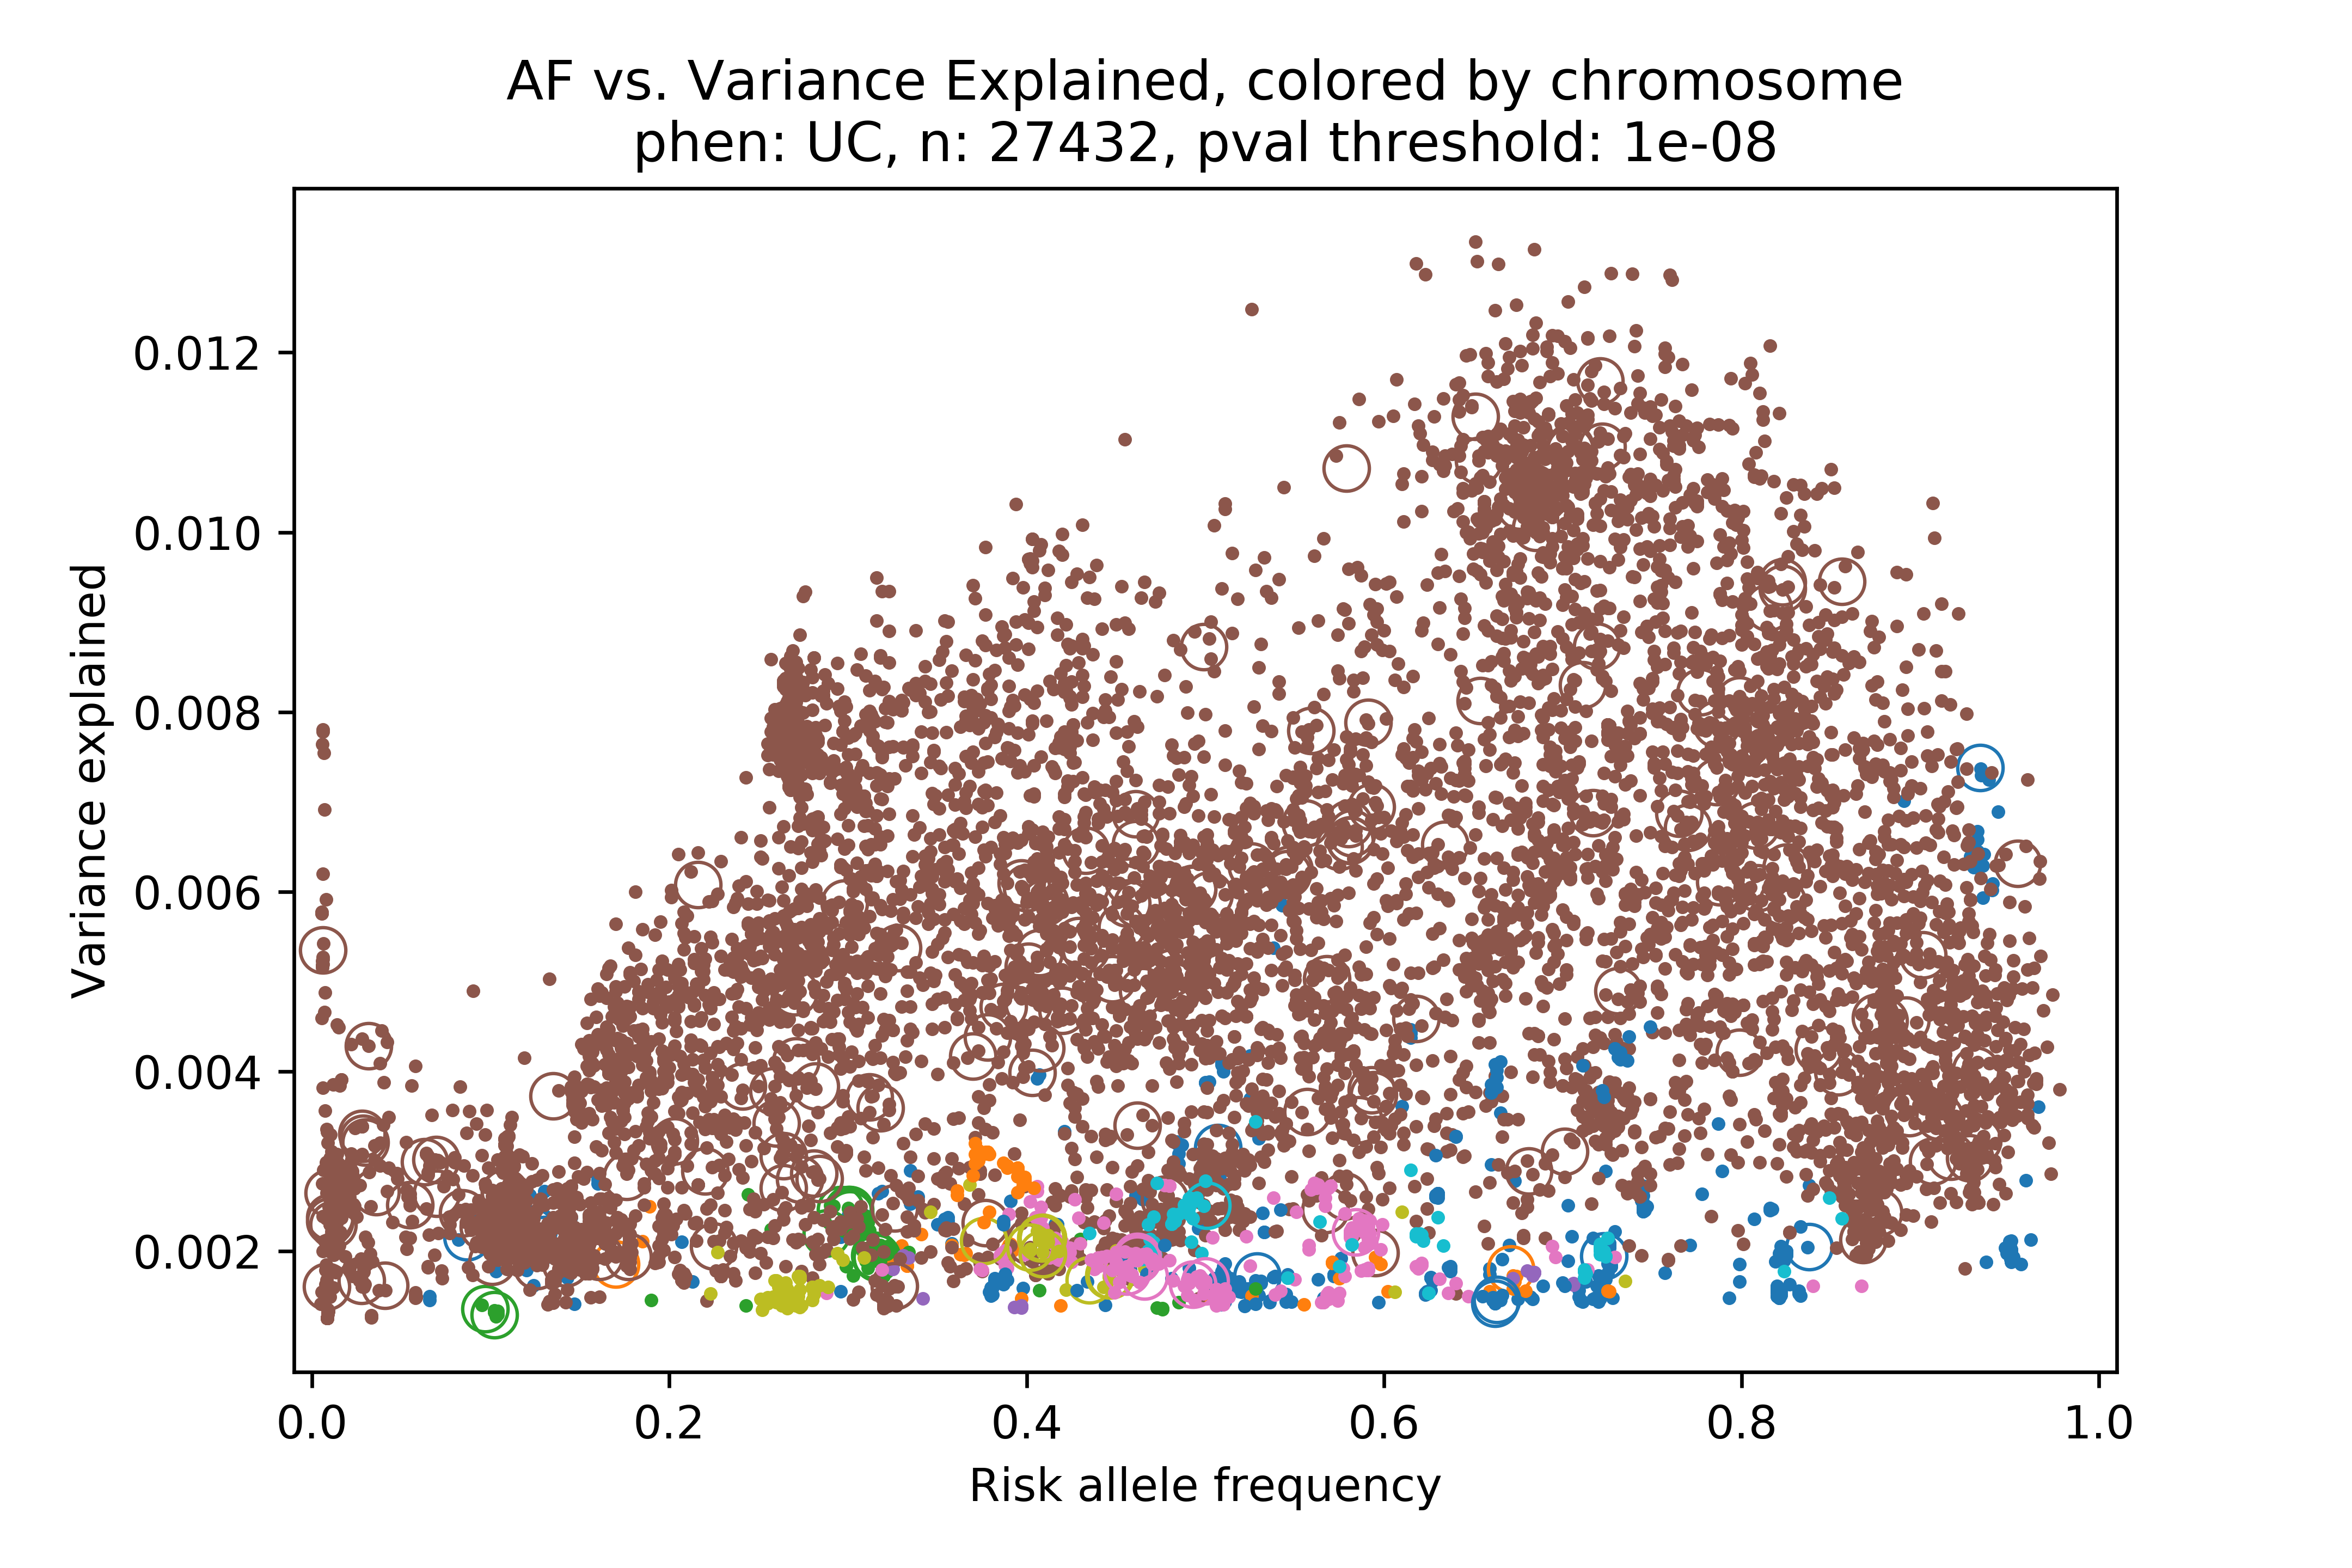 AF vs. Variance Explained, colored by chromosome
phen: UC, n: 27432, pval threshold: 1e-08
Variance explained
0.012
0.010
0.008
0.006
0.004
0.002
0.0 0.2 0.4 0.6 0.8 1.0
Risk allele frequency